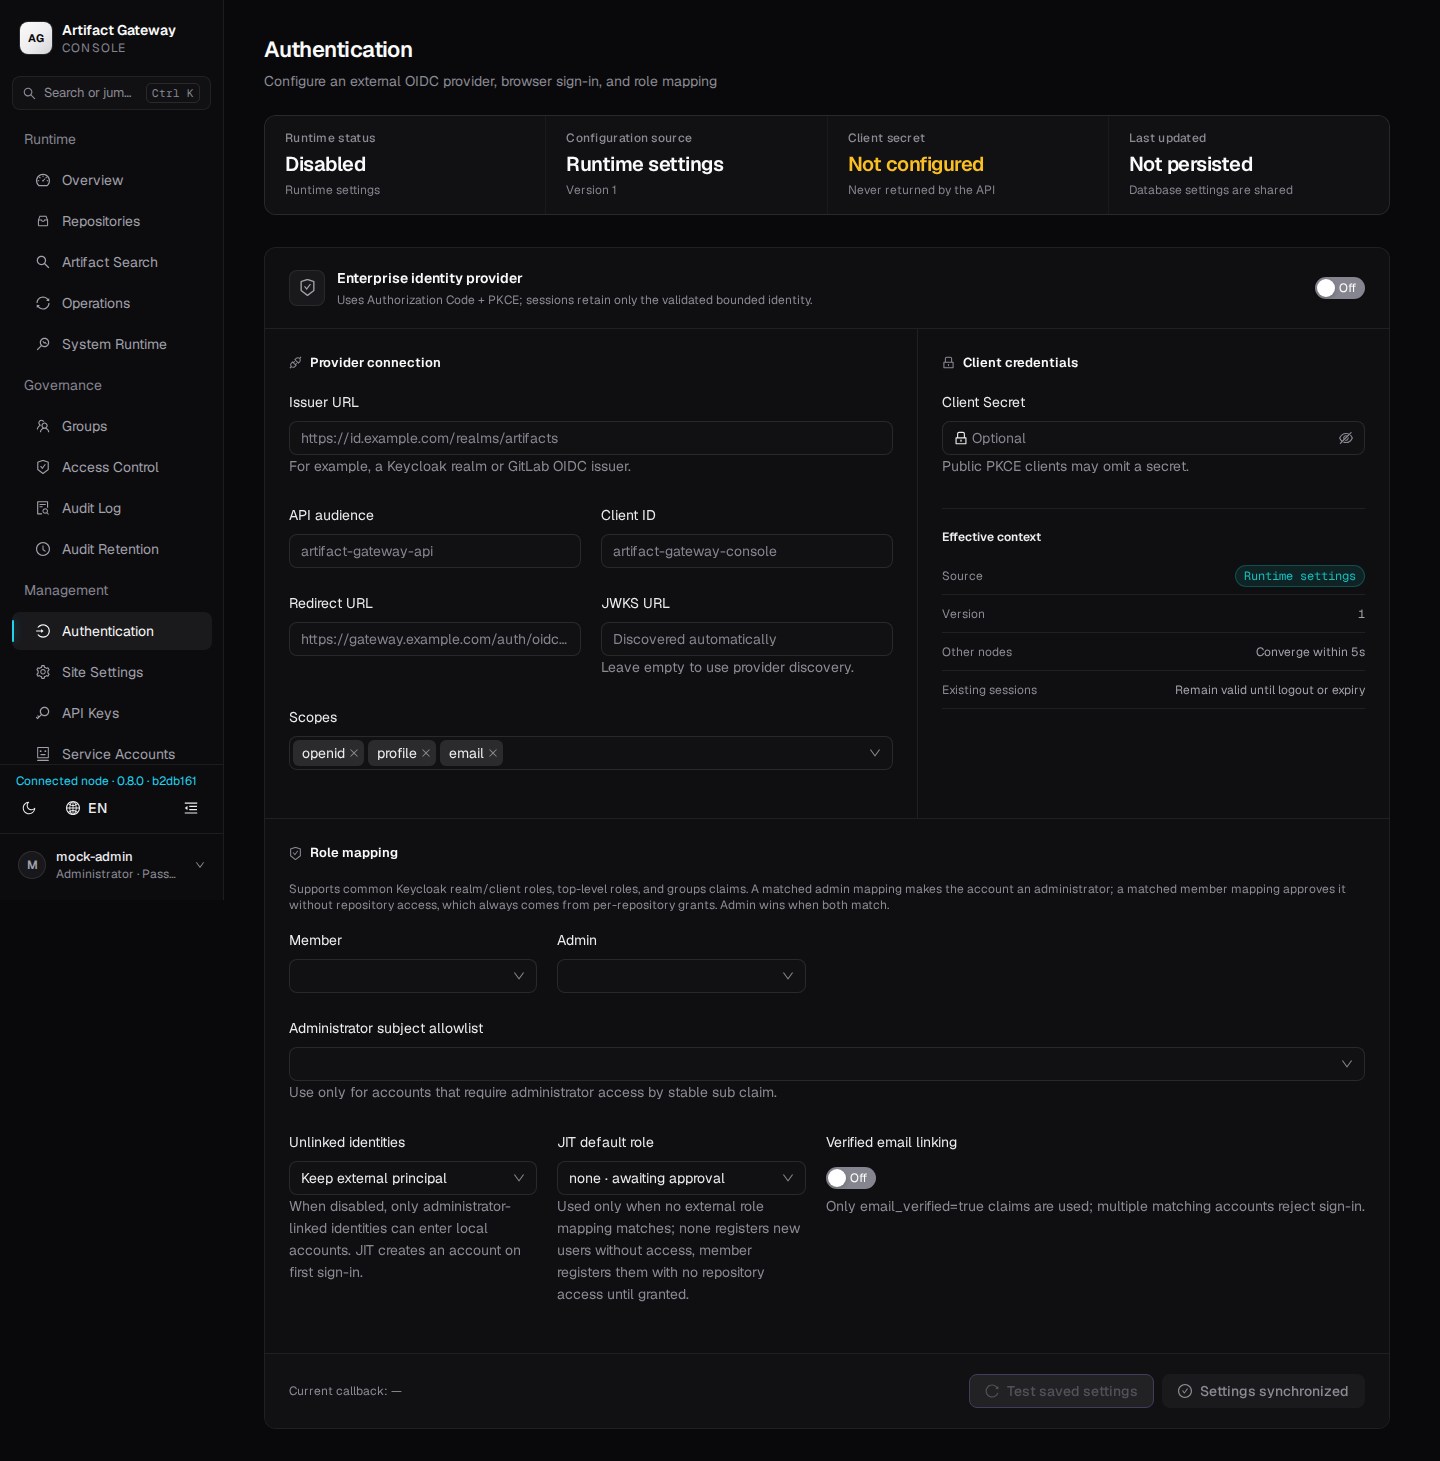 AG
Artifact Gateway
CONSOLE
Search or jum... Ctrl K
Runtime
Overview
Repositories
Artifact Search
Operations
System Runtime
Governance
Groups
Access Control
Audit Log
Audit Retention
Management
Authentication
Site Settings
API Keys
Service Accounts
Connected node · 0.8.0 · b2db161
EN
M
mock-admin
Administrator · Pass...
Authentication
Configure an external OIDC provider, browser sign-in, and role mapping
Runtime status
Disabled
Runtime settings
Configuration source
Runtime settings
Version 1
Client secret
Not configured
Never returned by the API
Last updated
Not persisted
Database settings are shared
Enterprise identity provider
Uses Authorization Code + PKCE; sessions retain only the validated bounded identity.
Off
Provider connection
Issuer URL
https://id.example.com/realms/artifacts
For example, a Keycloak realm or GitLab OIDC issuer.
API audience
artifact-gateway-api
Client ID
artifact-gateway-console
Redirect URL
https://gateway.example.com/auth/oidc...
JWKS URL
Discovered automatically
Leave empty to use provider discovery.
Scopes
openid profile email
Client credentials
Client Secret
Optional
Public PKCE clients may omit a secret.
Effective context
Source Runtime settings
Version 1
Other nodes Converge within 5s
Existing sessions Remain valid until logout or expiry
Role mapping
Supports common Keycloak realm/client roles, top-level roles, and groups claims. A matched admin mapping makes the account an administrator; a matched member mapping approves it
without repository access, which always comes from per-repository grants. Admin wins when both match.
Member
Admin
Administrator subject allowlist
Use only for accounts that require administrator access by stable sub claim.
Unlinked identities
Keep external principal
When disabled, only administrator-
linked identities can enter local
accounts. JIT creates an account on
first sign-in.
JIT default role
none · awaiting approval
Used only when no external role
mapping matches; none registers new
users without access, member
registers them with no repository
access until granted.
Verified email linking
Off
Only email_verified=true claims are used; multiple matching accounts reject sign-in.
Current callback: —
Test saved settings
Settings synchronized